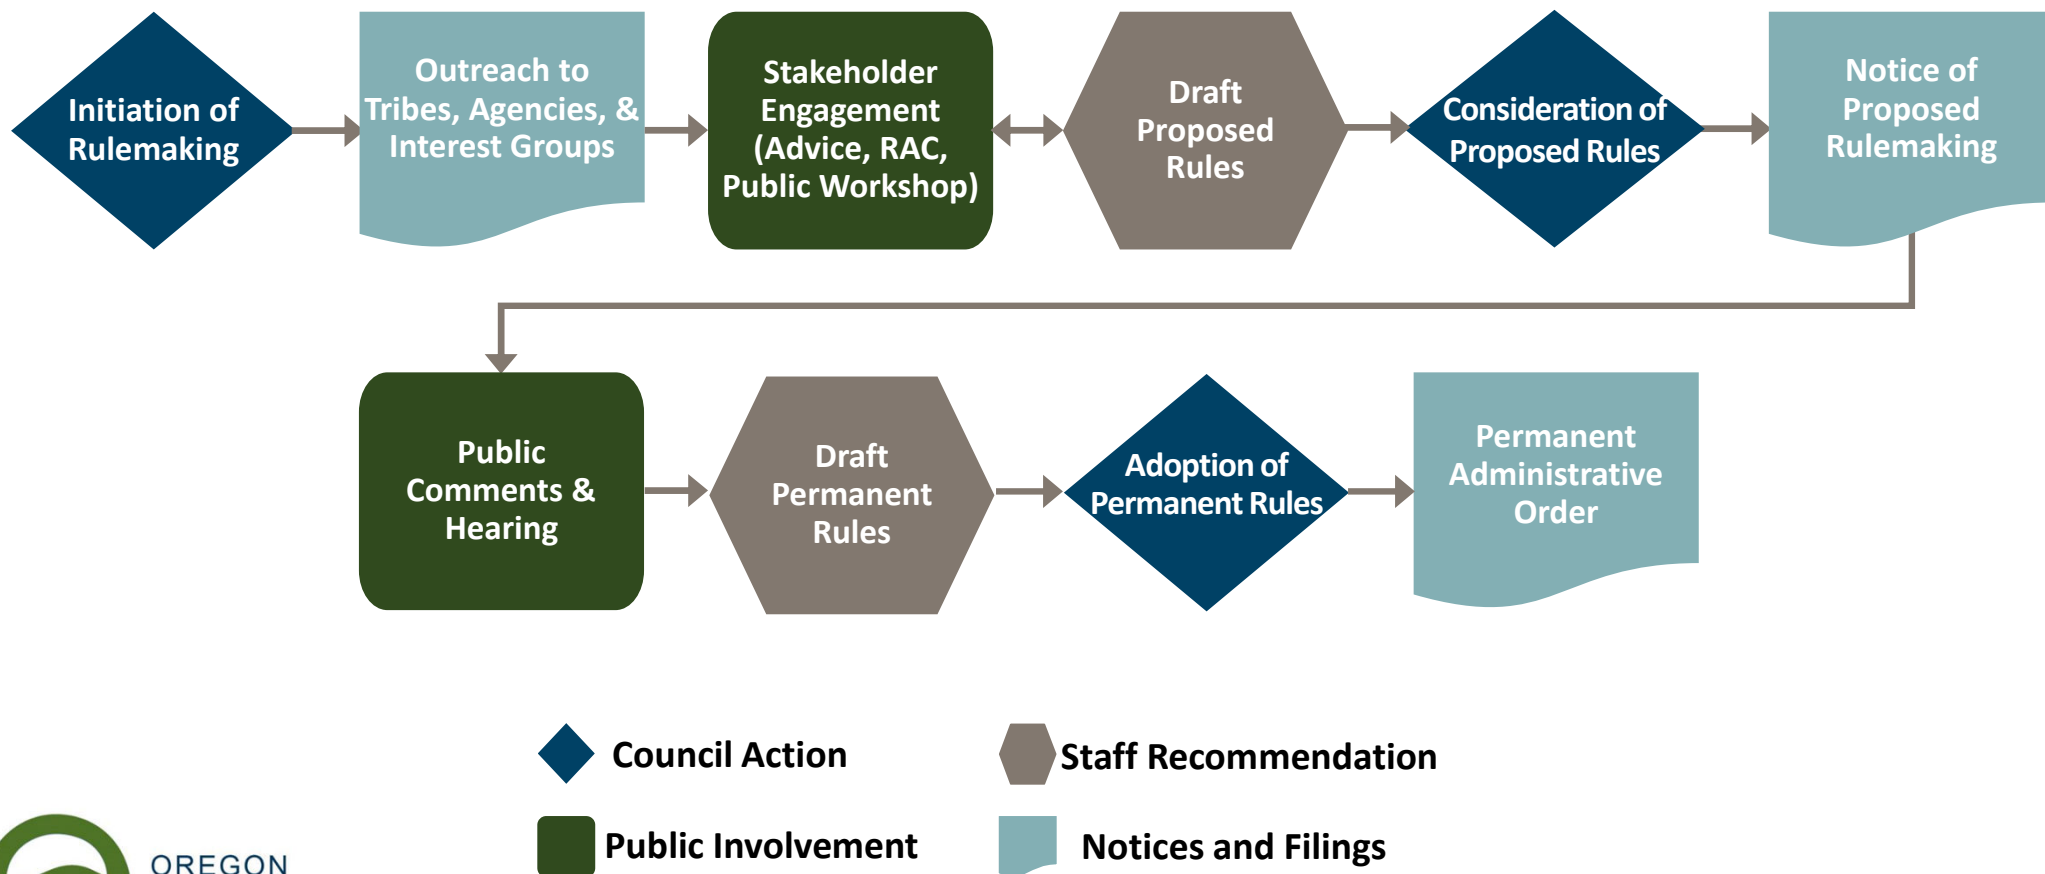 Initiation of
Rulemaking
Outreach to
Tribes, Agencies, &
Interest Groups
Stakeholder
Engagement
(Advice, RAC,
Public Workshop)
Draft
Proposed
Rules
Consideration of
Proposed Rules
Notice of
Proposed
Rulemaking
Public
Comments &
Hearing
Draft
Permanent
Rules
Adoption of
Permanent Rules
Permanent
Administrative
Order
Council Action
Staff Recommendation
Public Involvement
Notices and Filings
OREGON